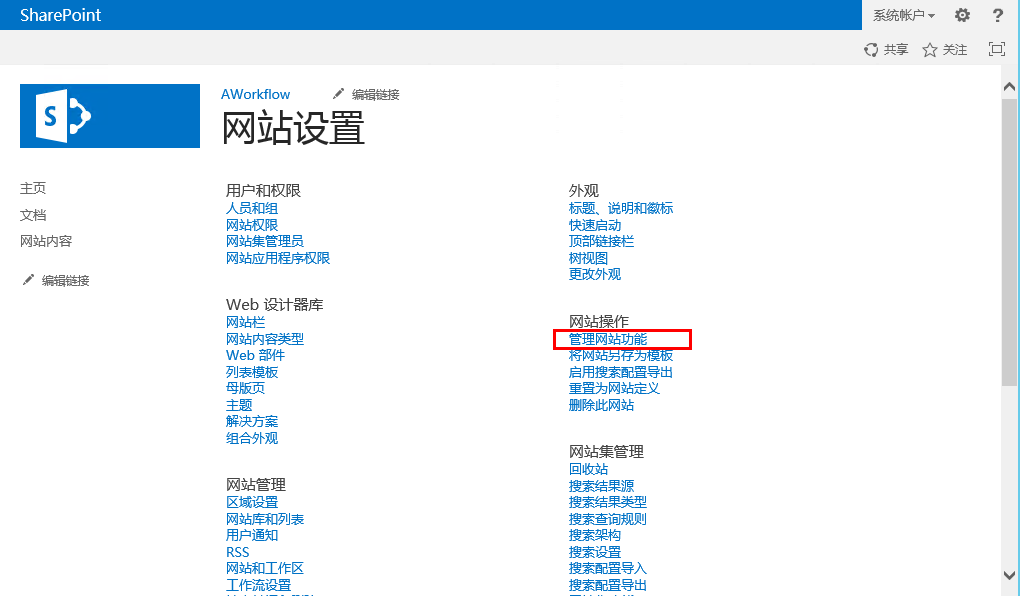 SharePoint
系统帐户
?
共享
关注
S
AWorkflow
编辑链接
网站设置
主页
文档
网站内容
编辑链接
用户和权限
人员和组
网站权限
网站集管理员
网站应用程序权限
Web 设计器库
网站栏
网站内容类型
Web 部件
列表模板
母版页
主题
解决方案
组合外观
网站管理
区域设置
网站库和列表
用户通知
RSS
网站和工作区
工作流设置
外观
标题、说明和徽标
快速启动
顶部链接栏
树视图
更改外观
网站操作
管理网站功能
将网站另存为模板
启用搜索配置导出
重置为网站定义
删除此网站
网站集管理
回收站
搜索结果源
搜索结果类型
搜索查询规则
搜索架构
搜索设置
搜索配置导入
搜索配置导出